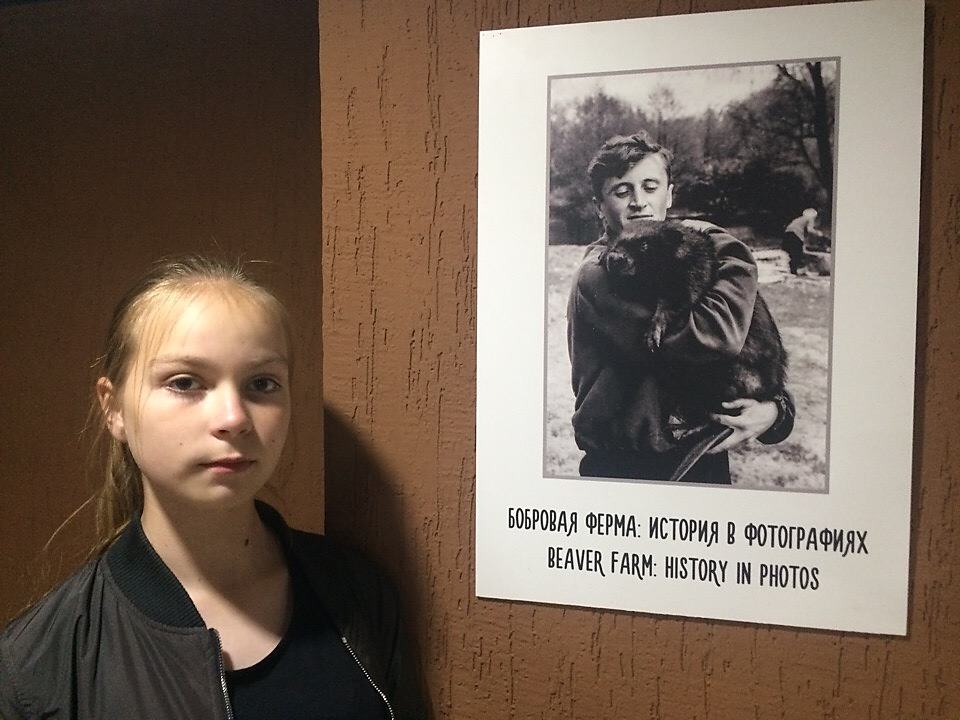 БОБРОВАЯ ФЕРМА: ИСТОРИЯ В ФОТОГРАФИЯХ
BEAVER FARM: HISTORY IN PHOTOS